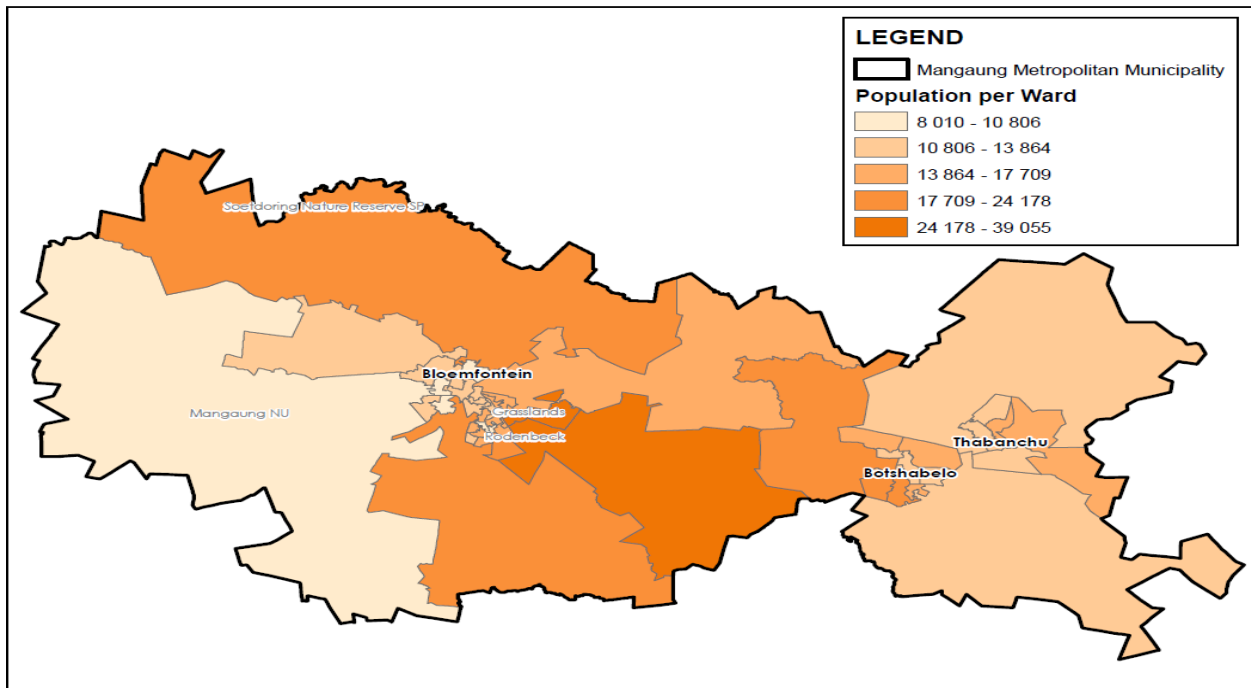 LEGEND
Mangaung Metropolitan Municipality
Population per Ward
8 010 - 10 806
10 806 - 13 864
13 864 - 17 709
17 709 - 24 178
24 178 - 39 055
Soetdoring Nature Reserve SP
Bloemfontein
Mangaung NU
Grasslands
Rodenbeck
Thabanchu
Botshabelo